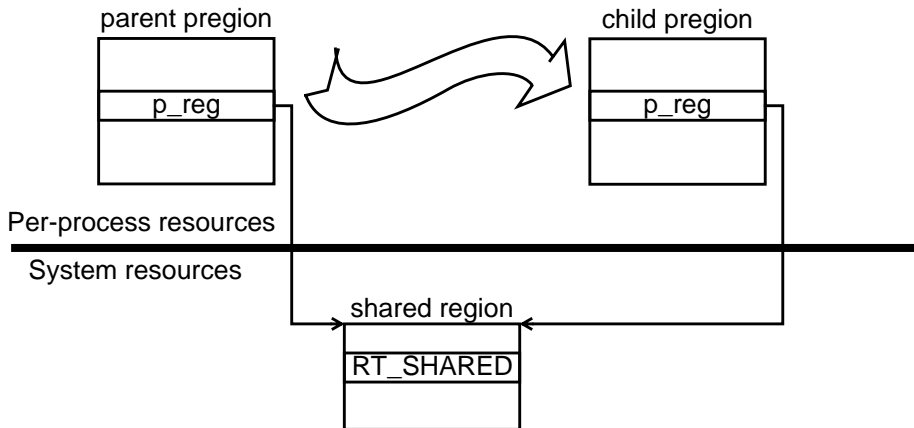 parent pregion
child pregion
p_reg
p_reg
Per-process resources
System resources
shared region
RT_SHARED